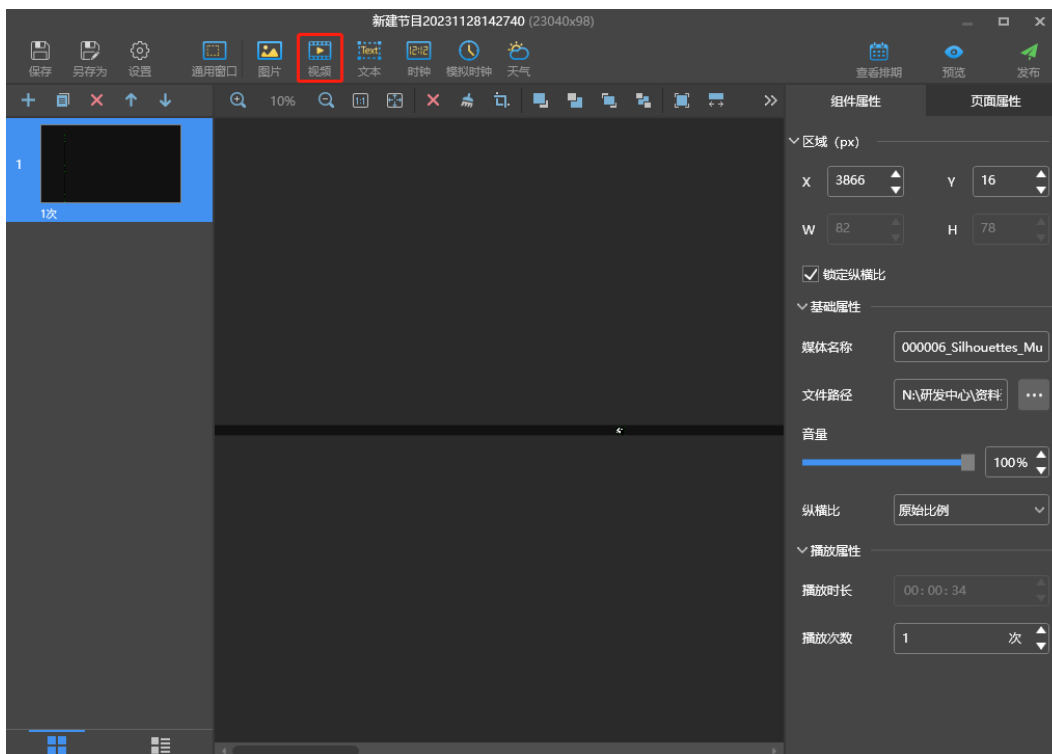 新建节目20231128142740 (23040x98)
保存 另存为 设置 通用窗口 图片 视频 Text 文本 12:12 时钟 模拟时钟 天气 查看排期 预览 发布
10% 1:1 组件属性 页面属性
1
1次
区域 (px)
X 3866 Y 16
W 82 H 78
锁定纵横比
基础属性
媒体名称 000006_Silhouettes_Mu
文件路径 N:\研发中心\资料
音量
100%
纵横比 原始比例
播放属性
播放时长 00:00:34
播放次数 1 次